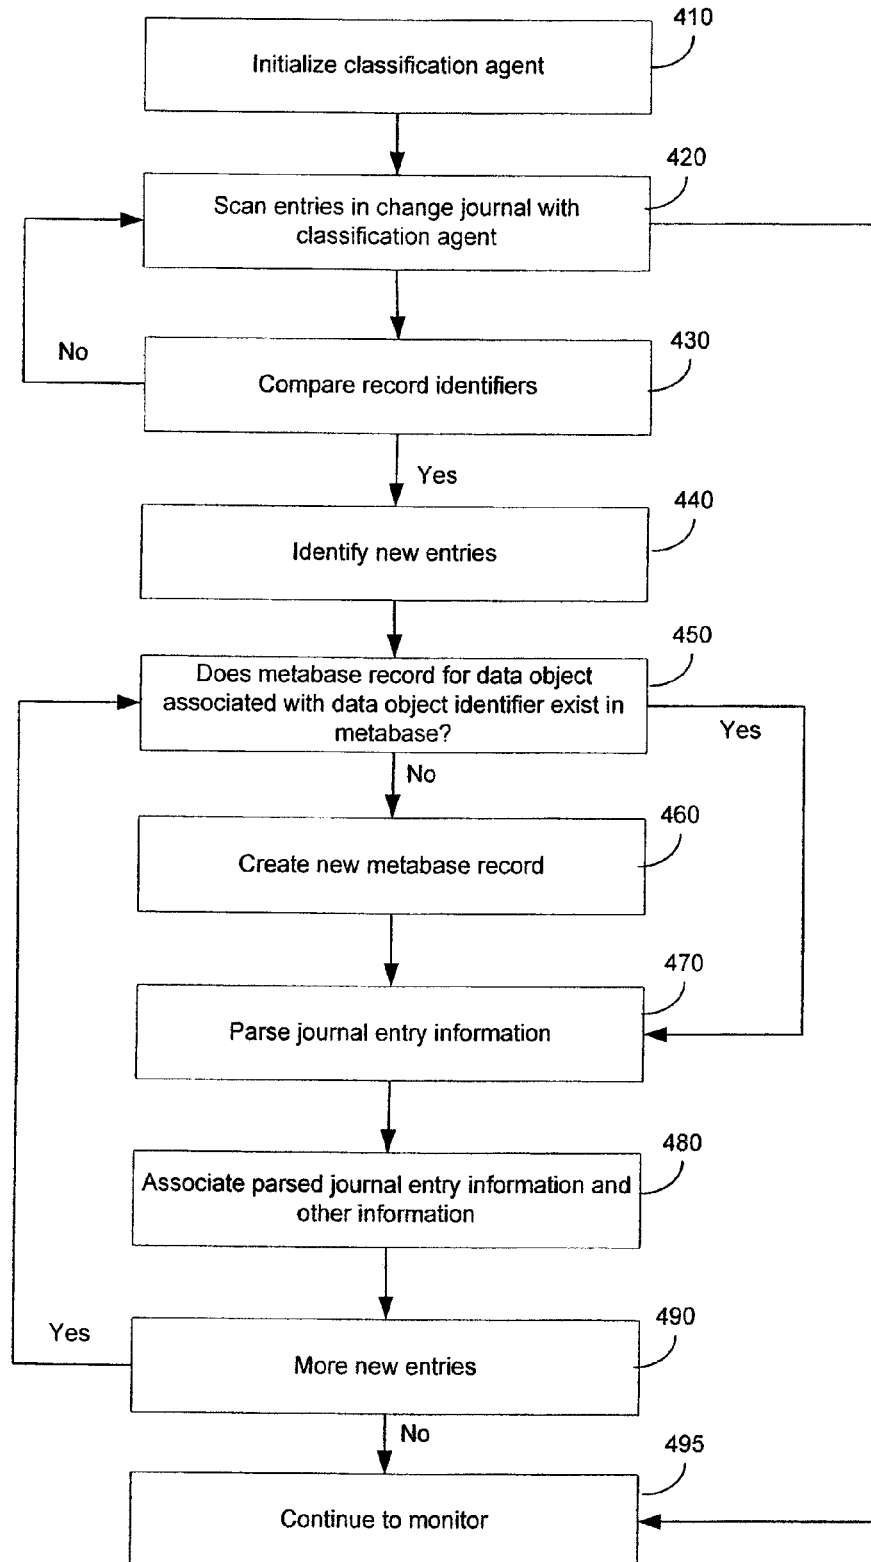 410
Initialize classification agent
420
Scan entries in change journal with
classification agent
No
430
Compare record identifiers
Yes
440
Identify new entries
450
Does metabase record for data object
associated with data object identifier exist in
metabase?
Yes
No
460
Create new metabase record
470
Parse journal entry information
480
Associate parsed journal entry information and
other information
Yes
490
More new entries
No
495
Continue to monitor